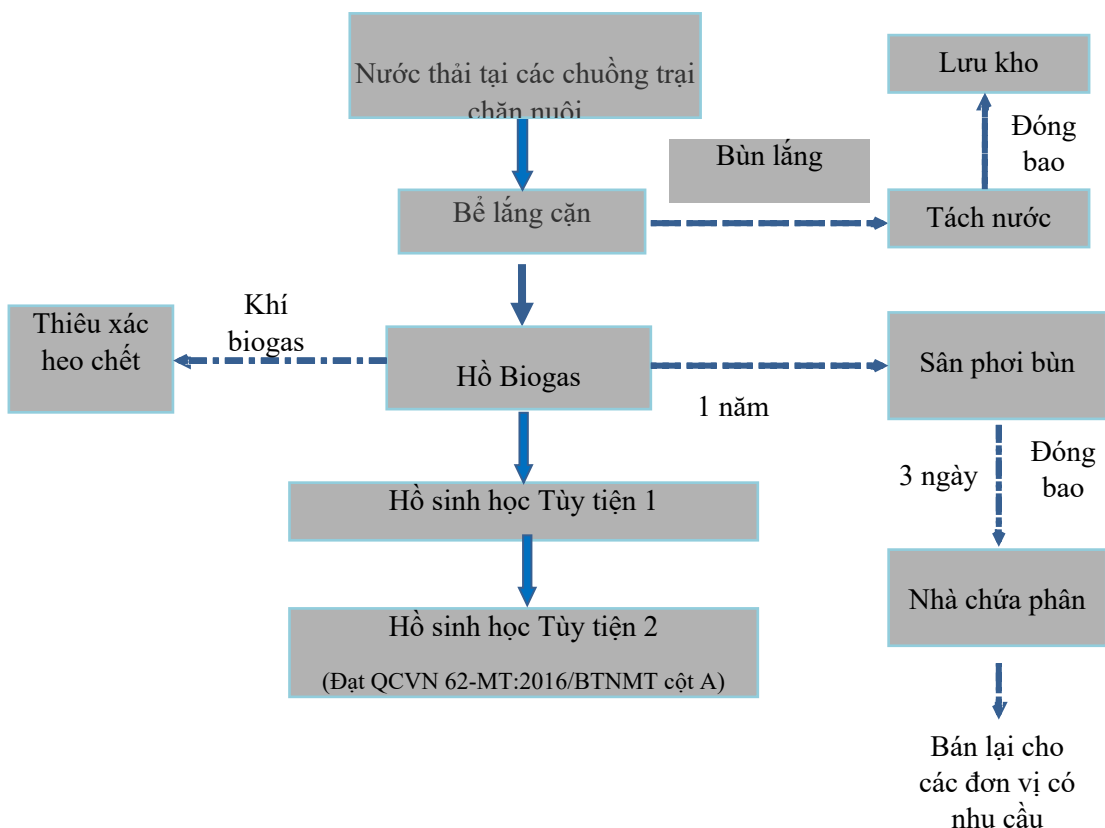 Nước thải tại các chuồng trại
chăn nuôi
Lưu kho
Đóng
bao
Bùn lắng
Bể lắng cặn
Tách nước
Khí
biogas
Thiêu xác
heo chết
Hồ Biogas
1 năm
Sân phơi bùn
3 ngày
Đóng
bao
Hồ sinh học Tùy tiện 1
Nhà chứa phân
Hồ sinh học Tùy tiện 2
(Đạt QCVN 62-MT:2016/BTNMT cột A)
Bán lại cho
các đơn vị có
nhu cầu